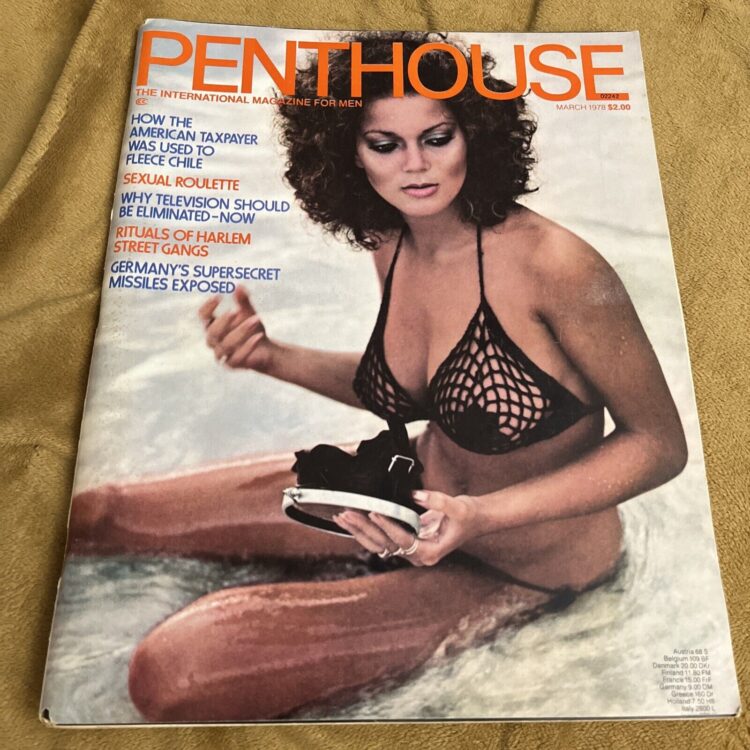 PENTHOUSE
02242
THE INTERNATIONAL MAGAZINE FOR MEN
MARCH 1978 $2.00
HOW THE
AMERICAN TAXPAYER
WAS USED TO
FLEECE CHILE
SEXUAL ROULETTE
WHY TELEVISION SHOULD
BE ELIMINATED-NOW
RITUALS OF HARLEM
STREET GANGS
GERMANY'S SUPERSECRET
MISSILES EXPOSED
Austria 68 S
Belgium 109 BF
Denmark 20.00 DKr
Finland 11.80 FM
France 15.00 FrF
Germany 9.00 DM
Greece 160 Dr
Holland 7.50 Hfl
Italy 2600 L